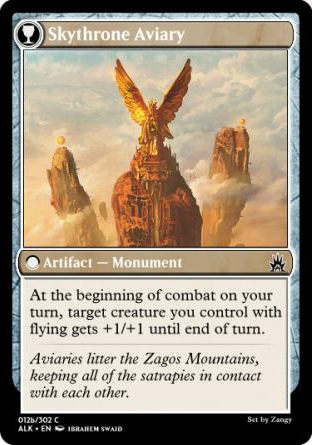 Skythrone Aviary
Artifact — Monument
At the beginning of combat on your
turn, target creature you control with
flying gets +1/+1 until end of turn.
Aviaries litter the Zagos Mountains,
keeping all of the satrapies in contact
with each other.
012b/302 C
Set by Zangy
ALK • EN IBRAHEM SWAID